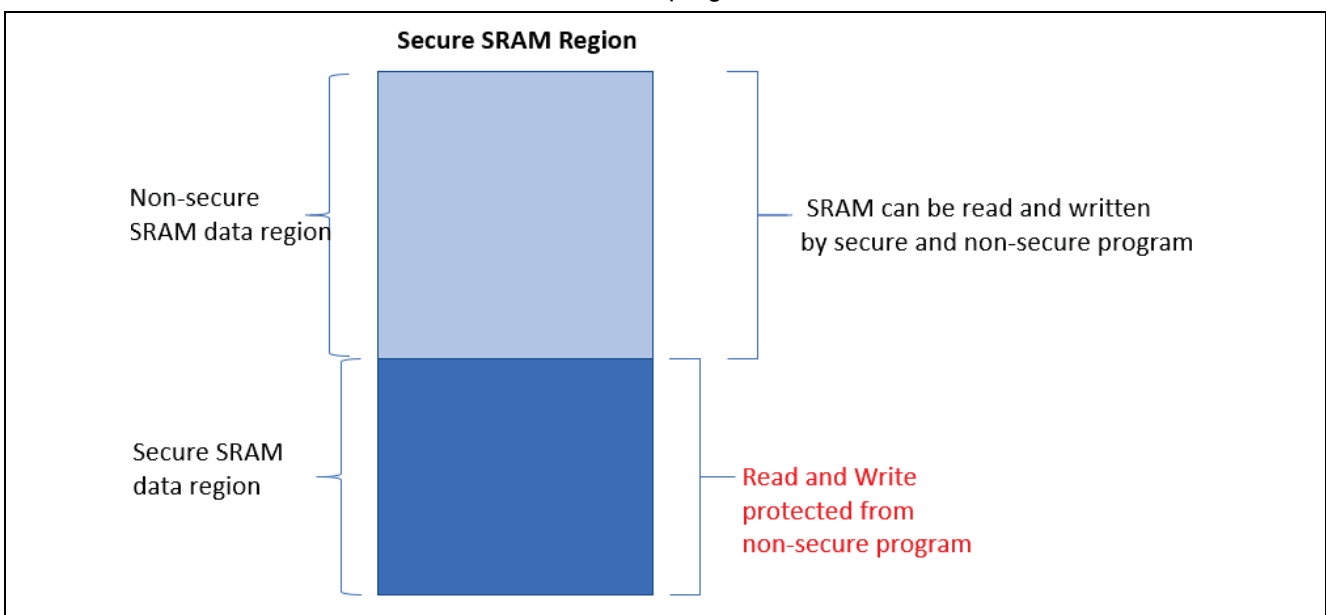 Secure SRAM Region
Non-secure
SRAM data region
SRAM can be read and written
by secure and non-secure program
Secure SRAM
data region
Read and Write
protected from
non-secure program